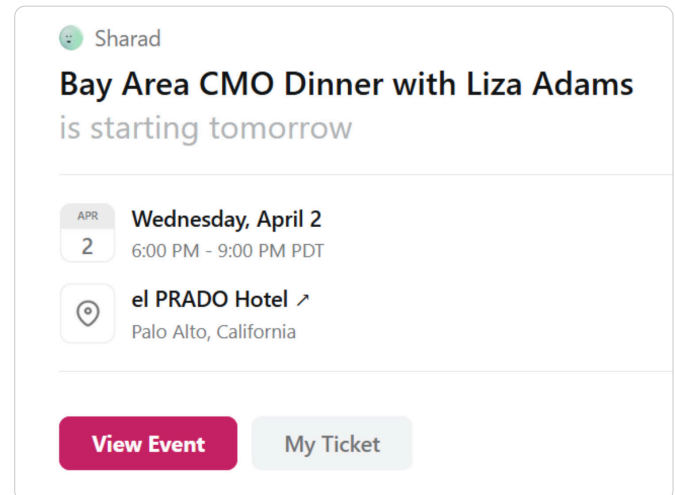 Sharad
Bay Area CMO Dinner with Liza Adams
is starting tomorrow
APR
2
Wednesday, April 2
6:00 PM - 9:00 PM PDT
el PRADO Hotel ↗
Palo Alto, California
View Event
My Ticket